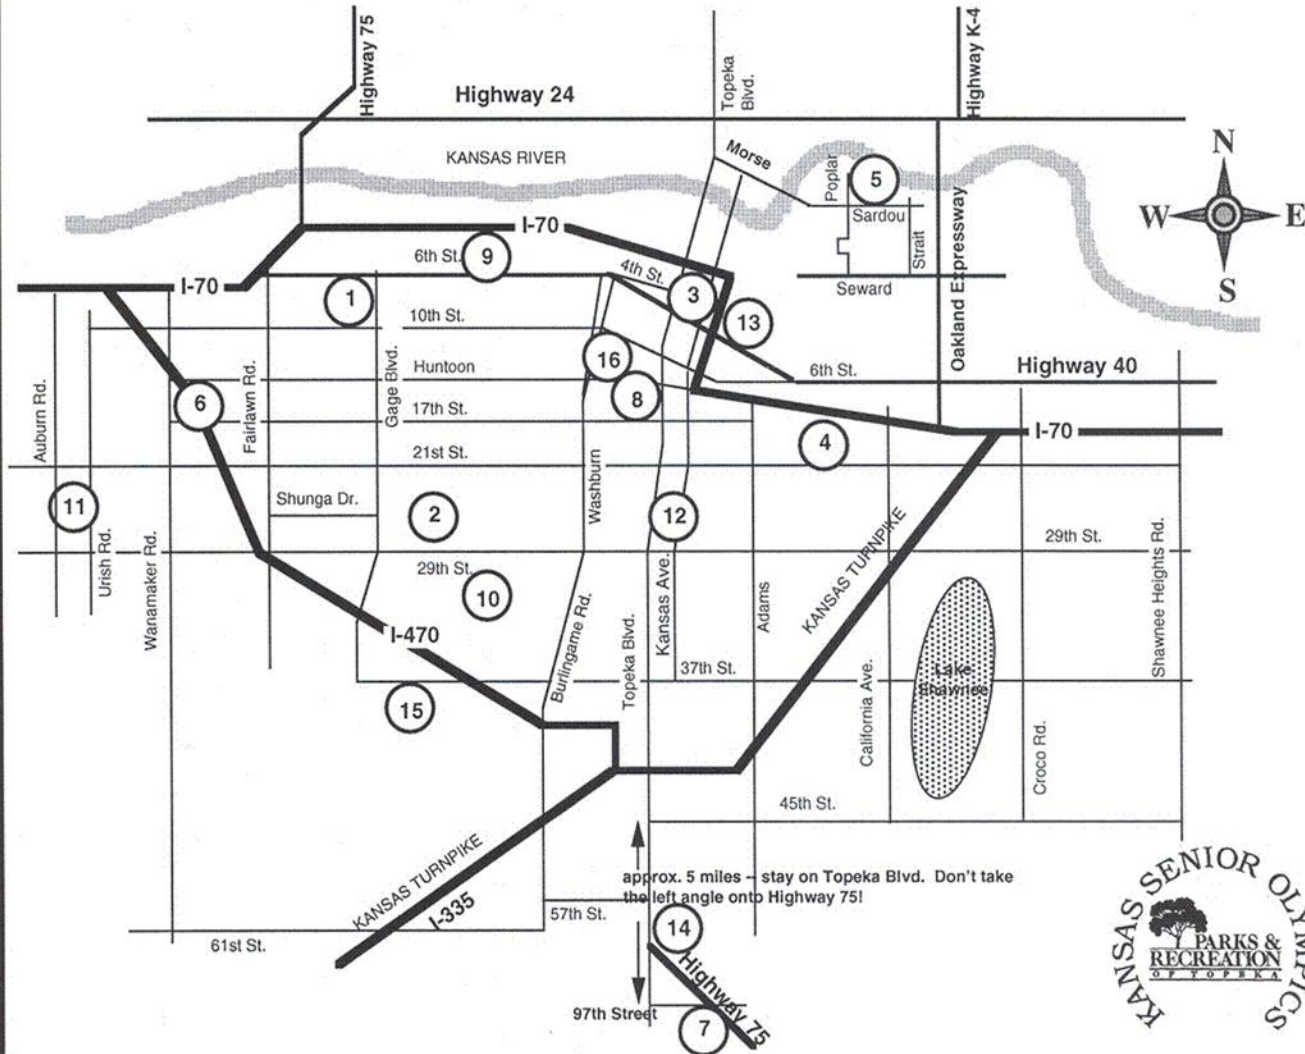 Highway 75
Highway K-4
Topeka
Blvd.
Highway 24
Morse
KANSAS RIVER
Poplar
5
N
W
E
S
Sardou
Strait
Oakland Expressway
I-70
6th St.
9
4th St.
I-70
1
3
13
Seward
10th St.
Huntoon
16
8
6th St.
Highway 40
Auburn Rd.
6
Fairlawn Rd.
Gage Blvd.
17th St.
4
I-70
21st St.
11
Shunga Dr.
2
Washburn
12
Urish Rd.
Wanamaker Rd.
29th St.
10
29th St.
Kansas Ave.
Adams
KANSAS TURNPIKE
Shawnee Heights Rd.
I-470
Burlingame Rd.
Topeka Blvd.
37th St.
Lake
Shawnee
15
California Ave.
Croco Rd.
45th St.
KANSAS TURNPIKE
I-335
approx. 5 miles – stay on Topeka Blvd. Don't take
the left angle onto Highway 75!
57th St.
61st St.
14
Highway 75
97th Street
7
KANSAS SENIOR OLYMPICS
PARKS &
RECREATION
OF TOPEKA